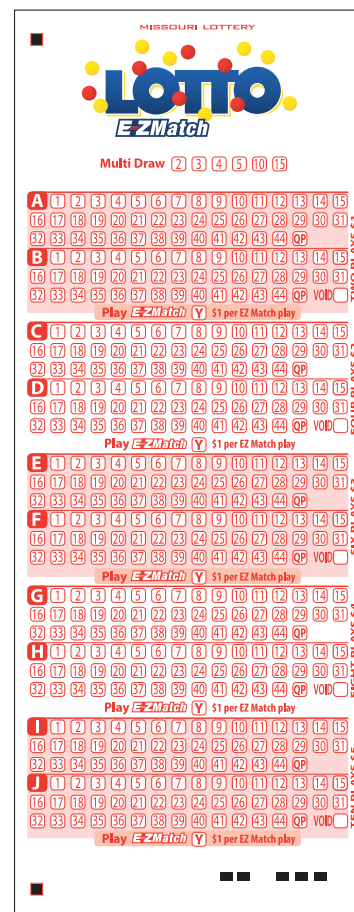 MISSOURI LOTTERY
LOTTO
E-ZMatch
Multi Draw 2 3 4 5 10 15
A 1 2 3 4 5 6 7 8 9 10 11 12 13 14 15
16 17 18 19 20 21 22 23 24 25 26 27 28 29 30 31
32 33 34 35 36 37 38 39 40 41 42 43 44 QP
B 1 2 3 4 5 6 7 8 9 10 11 12 13 14 15
16 17 18 19 20 21 22 23 24 25 26 27 28 29 30 31
32 33 34 35 36 37 38 39 40 41 42 43 44 QP VOID
TWO PLAYS $1
Play E-ZMatch Y $1 per EZ Match play
C 1 2 3 4 5 6 7 8 9 10 11 12 13 14 15
16 17 18 19 20 21 22 23 24 25 26 27 28 29 30 31
32 33 34 35 36 37 38 39 40 41 42 43 44 QP
D 1 2 3 4 5 6 7 8 9 10 11 12 13 14 15
16 17 18 19 20 21 22 23 24 25 26 27 28 29 30 31
32 33 34 35 36 37 38 39 40 41 42 43 44 QP VOID
FOUR PLAYS $2
Play E-ZMatch Y $1 per EZ Match play
E 1 2 3 4 5 6 7 8 9 10 11 12 13 14 15
16 17 18 19 20 21 22 23 24 25 26 27 28 29 30 31
32 33 34 35 36 37 38 39 40 41 42 43 44 QP
F 1 2 3 4 5 6 7 8 9 10 11 12 13 14 15
16 17 18 19 20 21 22 23 24 25 26 27 28 29 30 31
32 33 34 35 36 37 38 39 40 41 42 43 44 QP VOID
SIX PLAYS $3
Play E-ZMatch Y $1 per EZ Match play
G 1 2 3 4 5 6 7 8 9 10 11 12 13 14 15
16 17 18 19 20 21 22 23 24 25 26 27 28 29 30 31
32 33 34 35 36 37 38 39 40 41 42 43 44 QP
H 1 2 3 4 5 6 7 8 9 10 11 12 13 14 15
16 17 18 19 20 21 22 23 24 25 26 27 28 29 30 31
32 33 34 35 36 37 38 39 40 41 42 43 44 QP VOID
EIGHT PLAYS $4
Play E-ZMatch Y $1 per EZ Match play
I 1 2 3 4 5 6 7 8 9 10 11 12 13 14 15
16 17 18 19 20 21 22 23 24 25 26 27 28 29 30 31
32 33 34 35 36 37 38 39 40 41 42 43 44 QP
J 1 2 3 4 5 6 7 8 9 10 11 12 13 14 15
16 17 18 19 20 21 22 23 24 25 26 27 28 29 30 31
32 33 34 35 36 37 38 39 40 41 42 43 44 QP VOID
TEN PLAYS $5
Play E-ZMatch Y $1 per EZ Match play